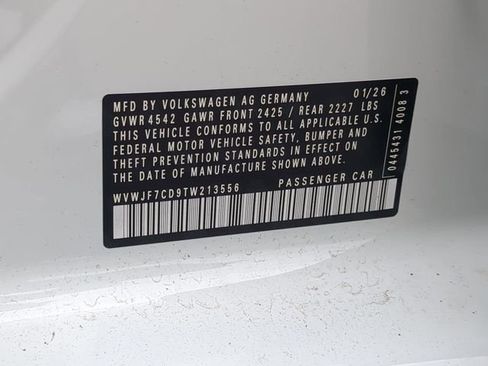 MFD BY VOLKSWAGEN AG GERMANY 01/26
GVWR 4542 GAWR FRONT 2425 / REAR 2227 LBS
THIS VEHICLE CONFORMS TO ALL APPLICABLE U.S.
FEDERAL MOTOR VEHICLE SAFETY, BUMPER AND
THEFT PREVENTION STANDARDS IN EFFECT ON
THE DATE OF MANUFACTURE SHOWN ABOVE.
WVWJF7CD9TW213556 PASSENGER CAR
0445431 4008 3